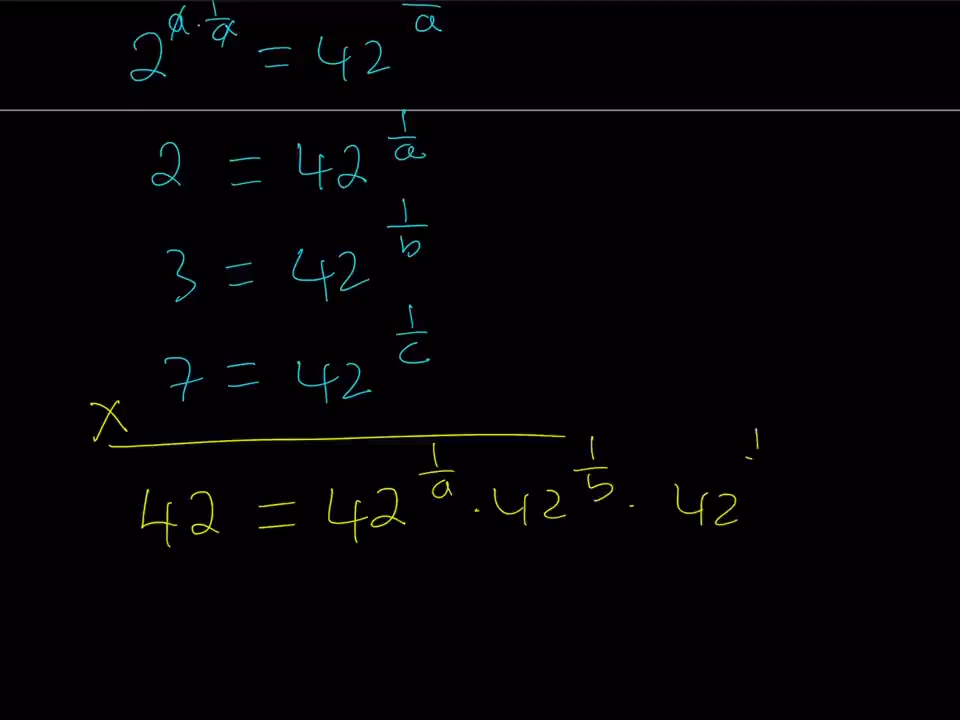 2^{a·1/a} = 42^{1/a}
2 = 42^{1/a}
3 = 42^{1/b}
7 = 42^{1/c}
X
42 = 42^{1/a} · 42^{1/b} · 42^{1